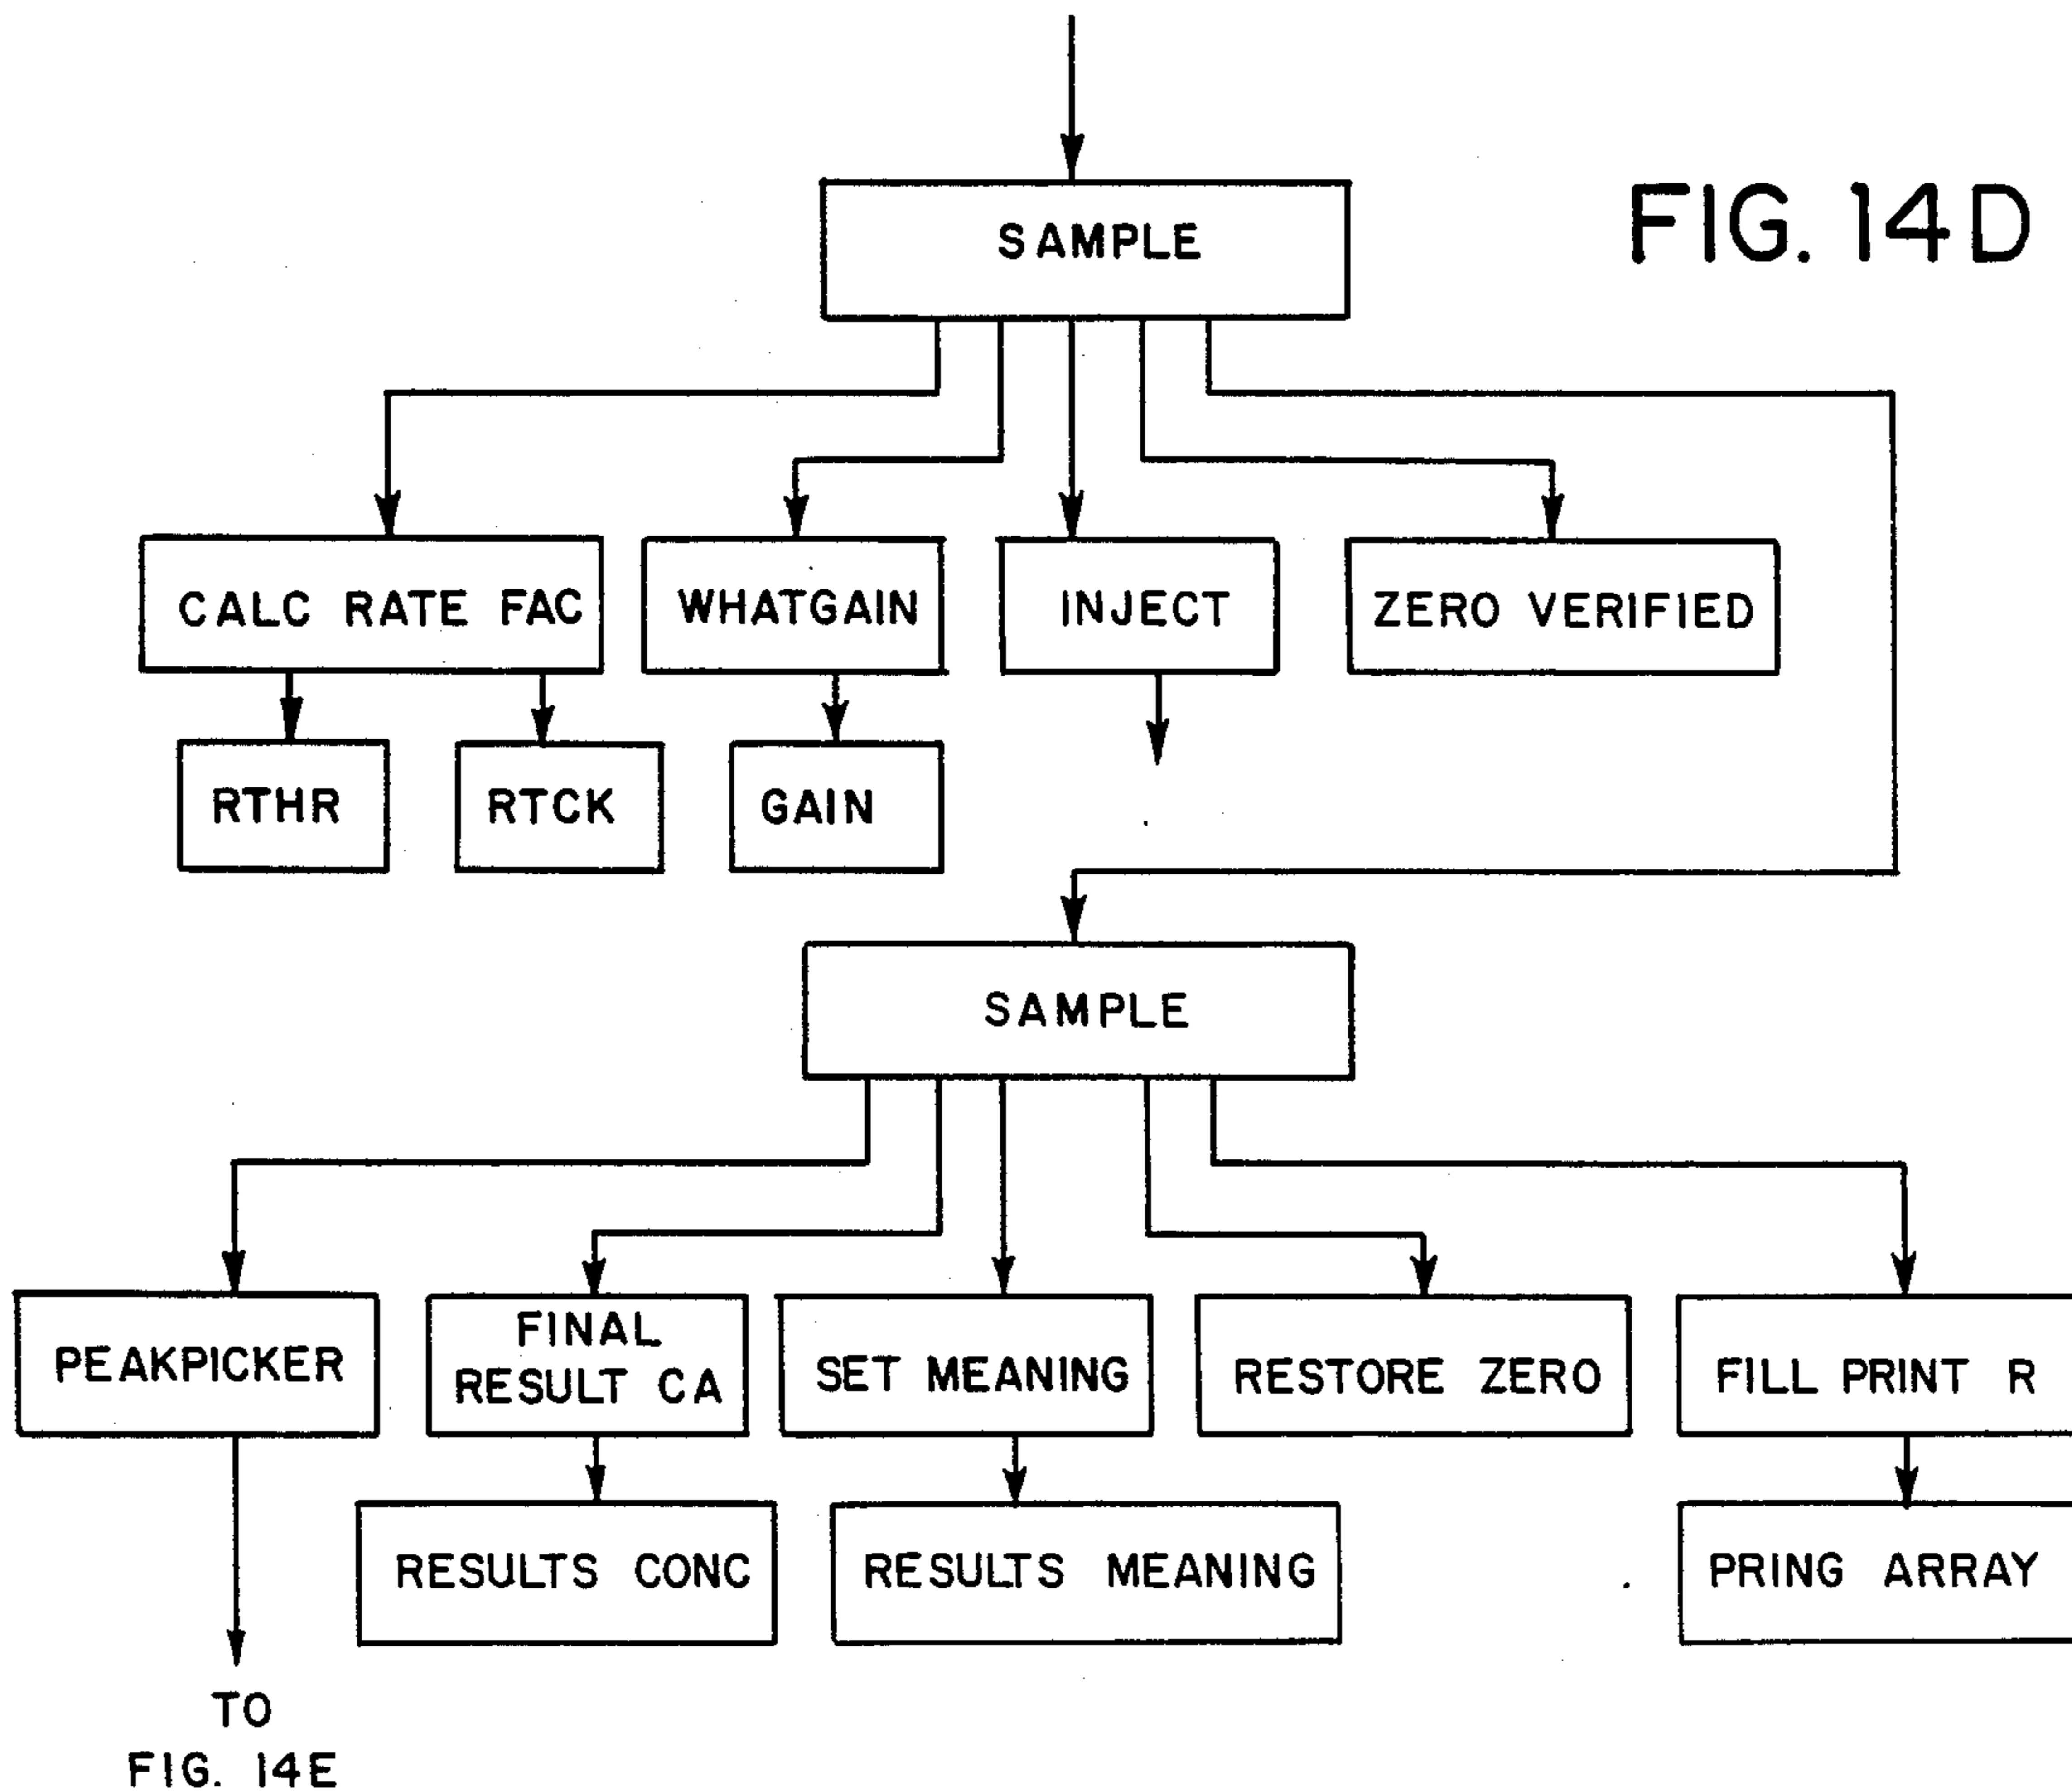 FIG. 14D
SAMPLE
CALC RATE FAC
WHATGAIN
INJECT
ZERO VERIFIED
RTHR
RTCK
GAIN
SAMPLE
PEAKPICKER
FINAL
RESULT CA
SET MEANING
RESTORE ZERO
FILL PRINT R
RESULTS CONC
RESULTS MEANING
PRING ARRAY
TO
FIG. 14E